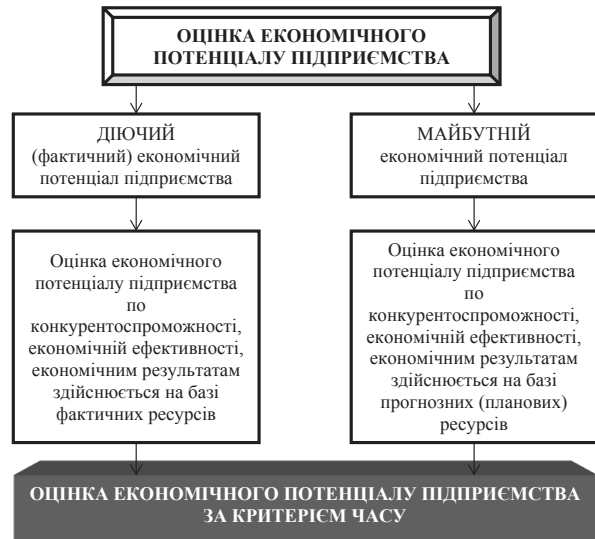 ОЦІНКА ЕКОНОМІЧНОГО
ПОТЕНЦІАЛУ ПІДПРИЄМСТВА
ДІЮЧИЙ
(фактичний) економічний
потенціал підприємства
МАЙБУТНІЙ
економічний потенціал
підприємства
Оцінка економічного
потенціалу підприємства
по
конкурентоспроможності,
економічній ефективності,
економічним результатам
здійснюється на базі
фактичних ресурсів
Оцінка економічного
потенціалу підприємства
по
конкурентоспроможності,
економічній ефективності,
економічним результатам
здійснюється на базі
прогнозних (планових)
ресурсів
ОЦІНКА ЕКОНОМІЧНОГО ПОТЕНЦІАЛУ ПІДПРИЄМСТВА
ЗА КРИТЕРІЄМ ЧАСУ